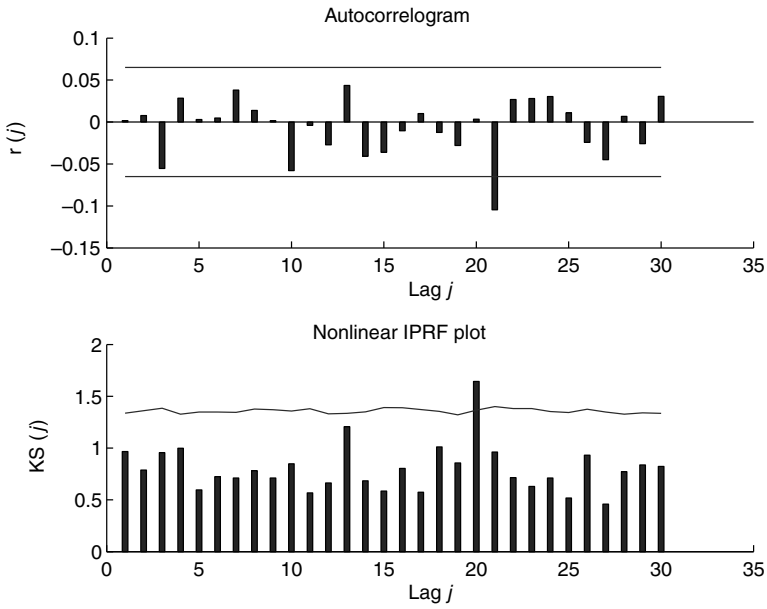 Autocorrelogram
0.1
0.05
0
−0.05
−0.1
−0.15
r (j)
0 5 10 15 20 25 30 35
Lag j
Nonlinear IPRF plot
2
1.5
1
0.5
0
KS (j)
0 5 10 15 20 25 30 35
Lag j